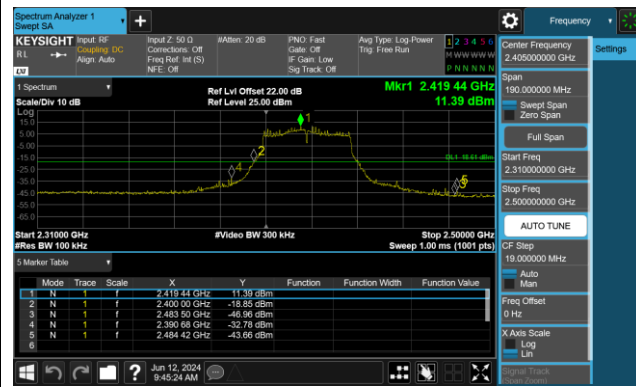 Spectrum Analyzer 1
Swept SA
Frequency
KEYSIGHT
RL
LXI
Input: RF
Coupling: DC
Align: Auto
Input Z: 50 Ω
Corrections: Off
Freq Ref: Int (S)
NFE: Off
#Atten: 20 dB
PNO: Fast
Gate: Off
IF Gain: Low
Sig Track: Off
Avg Type: Log-Power
Trig: Free Run
1 2 3 4 5 6
M W W W W W
P N N N N N
Center Frequency
2.405000000 GHz
Settings
Span
190.000000 MHz
Swept Span
Zero Span
Full Span
Start Freq
2.310000000 GHz
Stop Freq
2.500000000 GHz
AUTO TUNE
CF Step
19.000000 MHz
Auto
Man
Freq Offset
0 Hz
X Axis Scale
Log
Lin
Signal Track
(Span Zoom)
1 Spectrum
Scale/Div 10 dB
Ref Lvl Offset 22.00 dB
Ref Level 25.00 dBm
Mkr1 2.419 44 GHz
11.39 dBm
Log
15.0
5.00
-5.00
-15.0
-25.0
-35.0
-45.0
-55.0
-65.0
1
2
4
DL1 -18.61 dBm
Start 2.31000 GHz
#Res BW 100 kHz
#Video BW 300 kHz
Stop 2.50000 GHz
Sweep 1.00 ms (1001 pts)
5 Marker Table
Mode Trace Scale X Y Function Function Width Function Value
1 N 1 f 2.419 44 GHz 11.39 dBm
2 N 1 f 2.400 00 GHz -18.85 dBm
3 N 1 f 2.483 50 GHz -46.96 dBm
4 N 1 f 2.390 68 GHz -32.78 dBm
5 N 1 f 2.484 42 GHz -43.66 dBm
6
?
Jun 12, 2024
9:45:24 AM